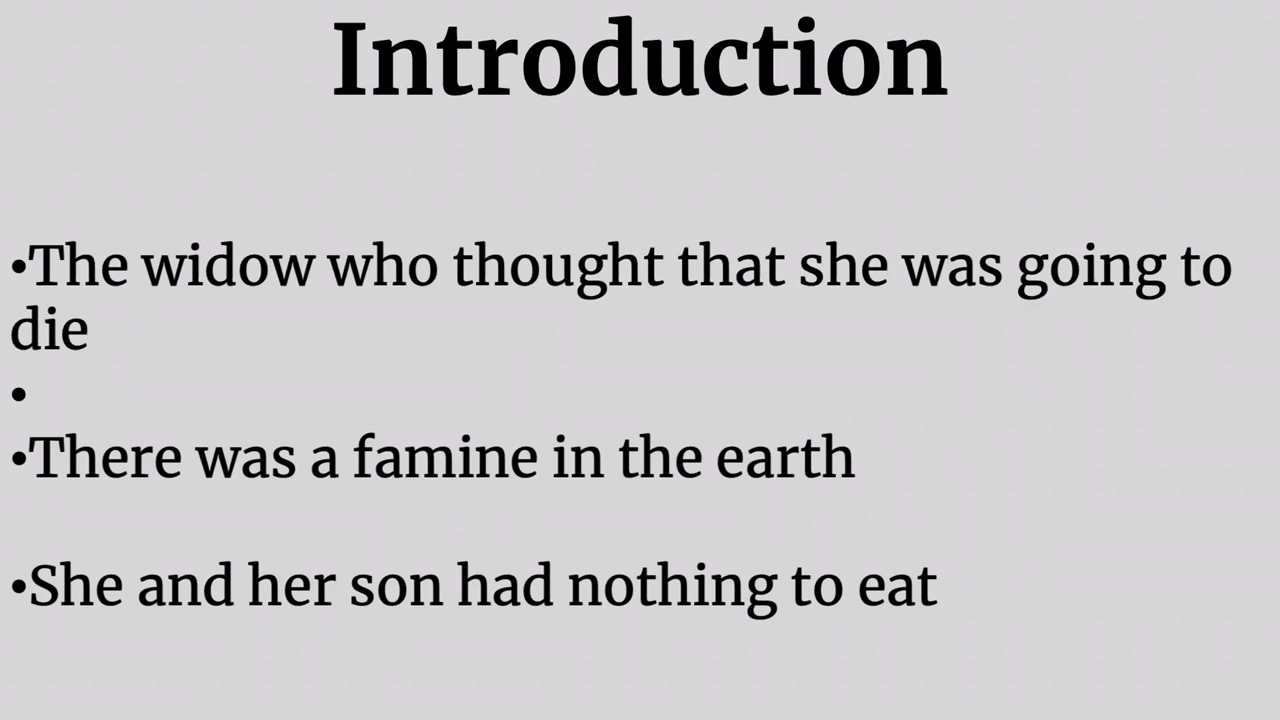 Introduction
•The widow who thought that she was going to
die
•
•There was a famine in the earth
•She and her son had nothing to eat